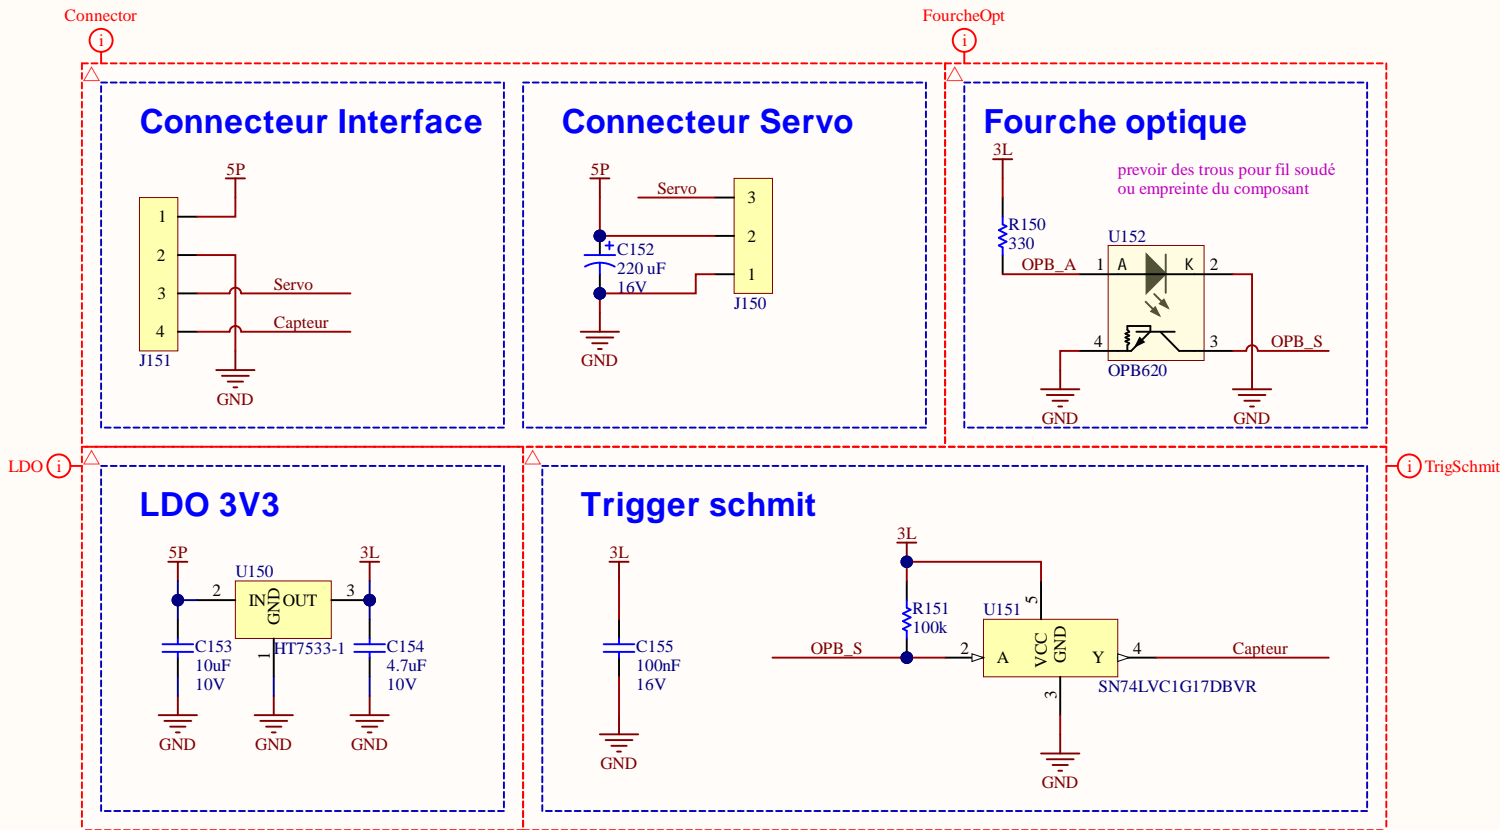 Connector
i
FourcheOpt
i
Connecteur Interface
5P
1
2
3
4
Servo
Capteur
J151
GND
Connecteur Servo
5P
Servo
3
2
1
C152
220 uF
16V
J150
GND
Fourche optique
3L
prevoir des trous pour fil soudé
ou empreinte du composant
R150
330
U152
OPB_A
1
A
K
2
4
3
OPB_S
OPB620
GND
GND
LDO
i
LDO 3V3
5P
3L
U150
2
IN
GND
OUT
3
1
HT7533-1
C153
10uF
10V
C154
4.7uF
10V
GND
GND
GND
i
TrigSchmit
Trigger schmit
3L
C155
100nF
16V
GND
3L
R151
100k
U151
5
OPB_S
2
A
VCC
GND
Y
4
Capteur
3
SN74LVC1G17DBVR
GND